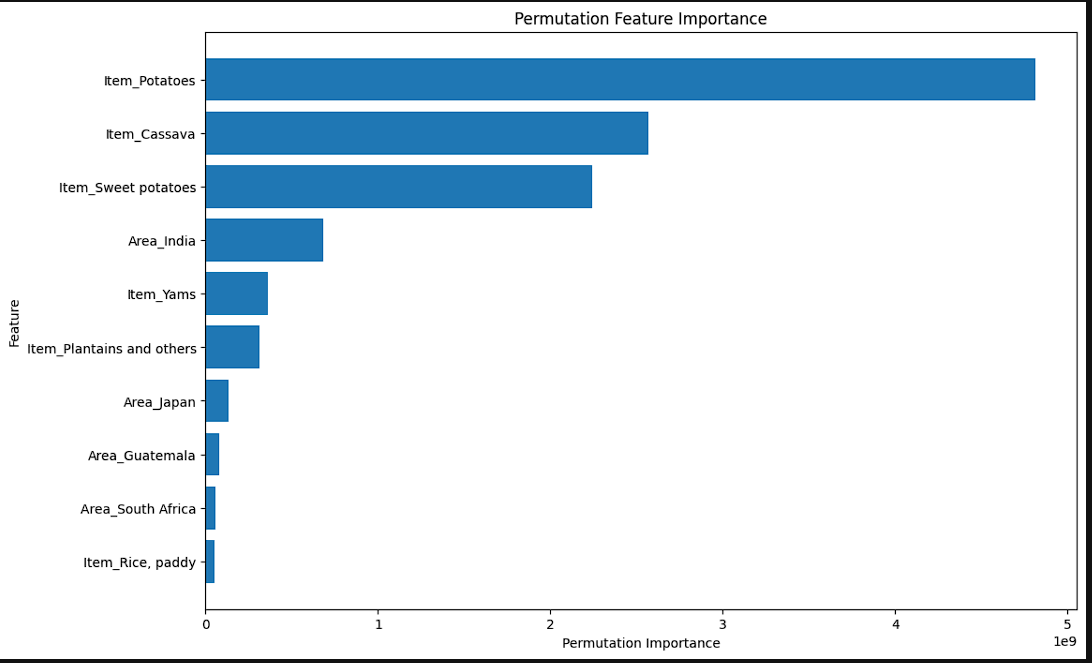 Permutation Feature Importance
Feature
Item_Potatoes
Item_Cassava
Item_Sweet potatoes
Area_India
Item_Yams
Item_Plantains and others
Area_Japan
Area_Guatemala
Area_South Africa
Item_Rice, paddy
0 1 2 3 4 5
1e9
Permutation Importance